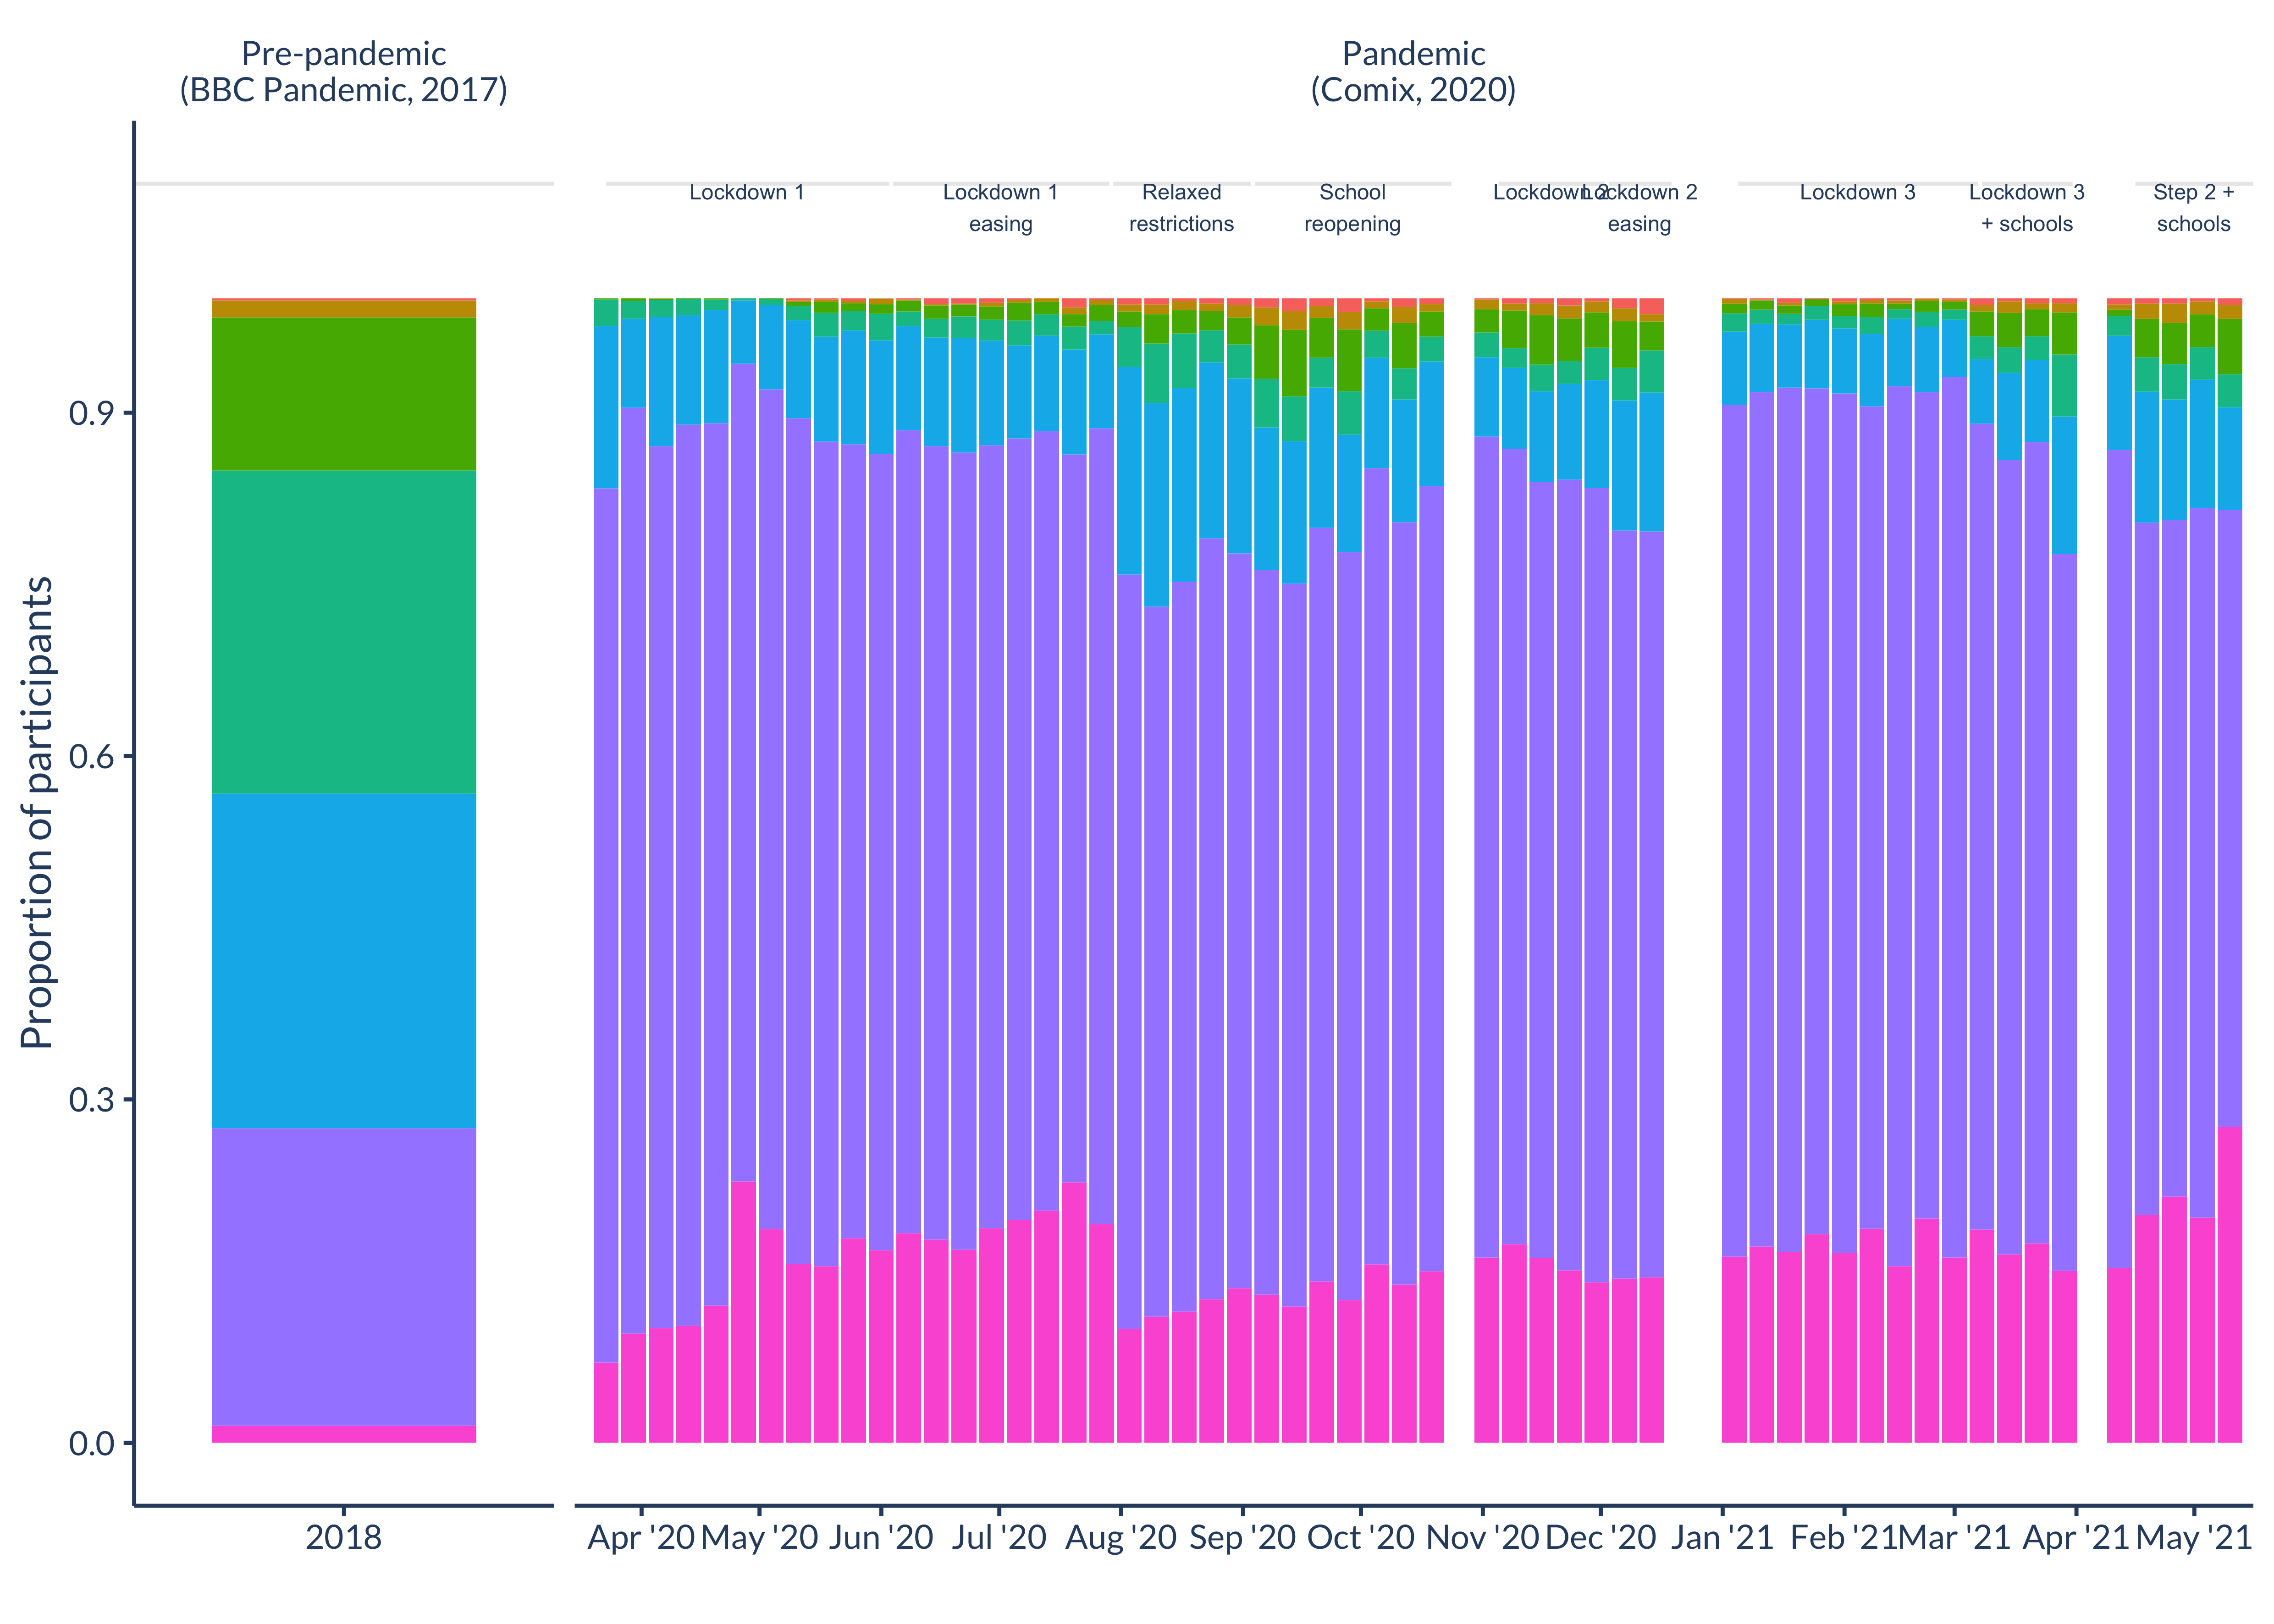 Pre-pandemic
(BBC Pandemic, 2017)
Pandemic
(Comix, 2020)
Lockdown 1
Lockdown 1
easing
Relaxed
restrictions
School
reopening
Lockdown 2
Lockdown 2
easing
Lockdown 3
Lockdown 3
+ schools
Step 2 +
schools
Proportion of participants
0.9
0.6
0.3
0.0
2018
Apr '20
May '20
Jun '20
Jul '20
Aug '20
Sep '20
Oct '20
Nov '20
Dec '20
Jan '21
Feb '21
Mar '21
Apr '21
May '21